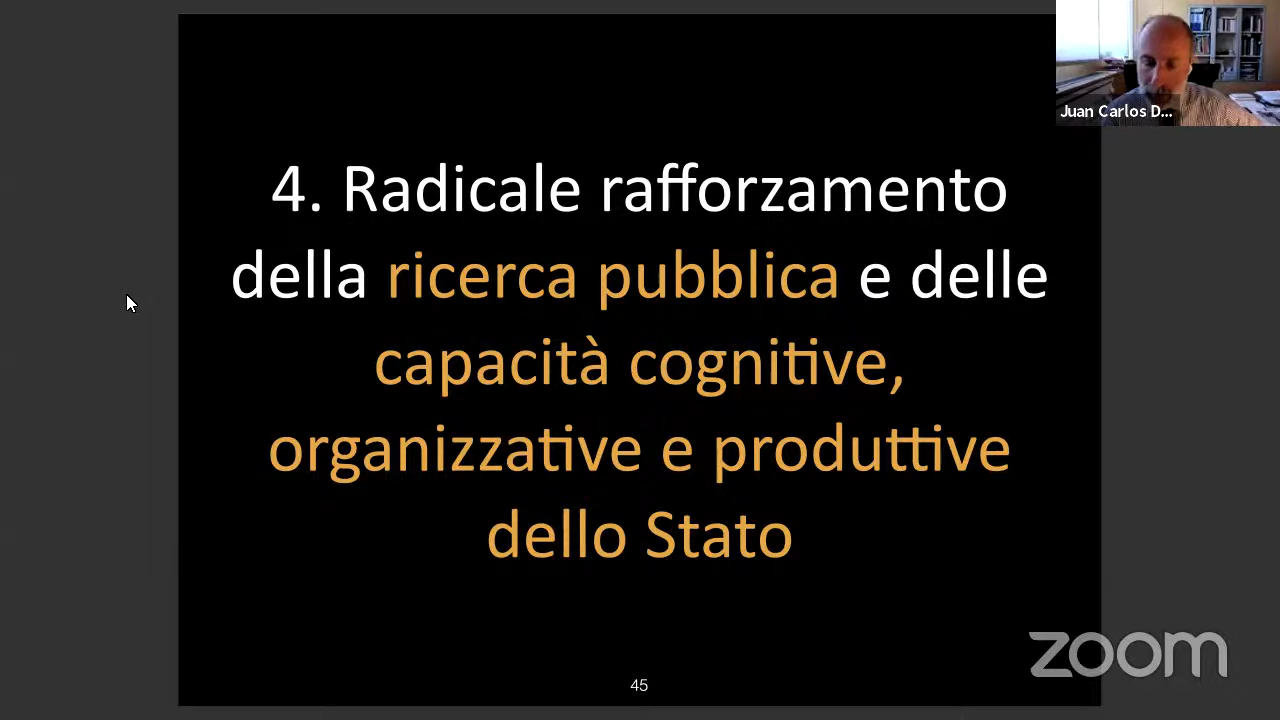 Juan Carlos D...
4. Radicale rafforzamento
della ricerca pubblica e delle
capacità cognitive,
organizzative e produttive
dello Stato
45
zoom